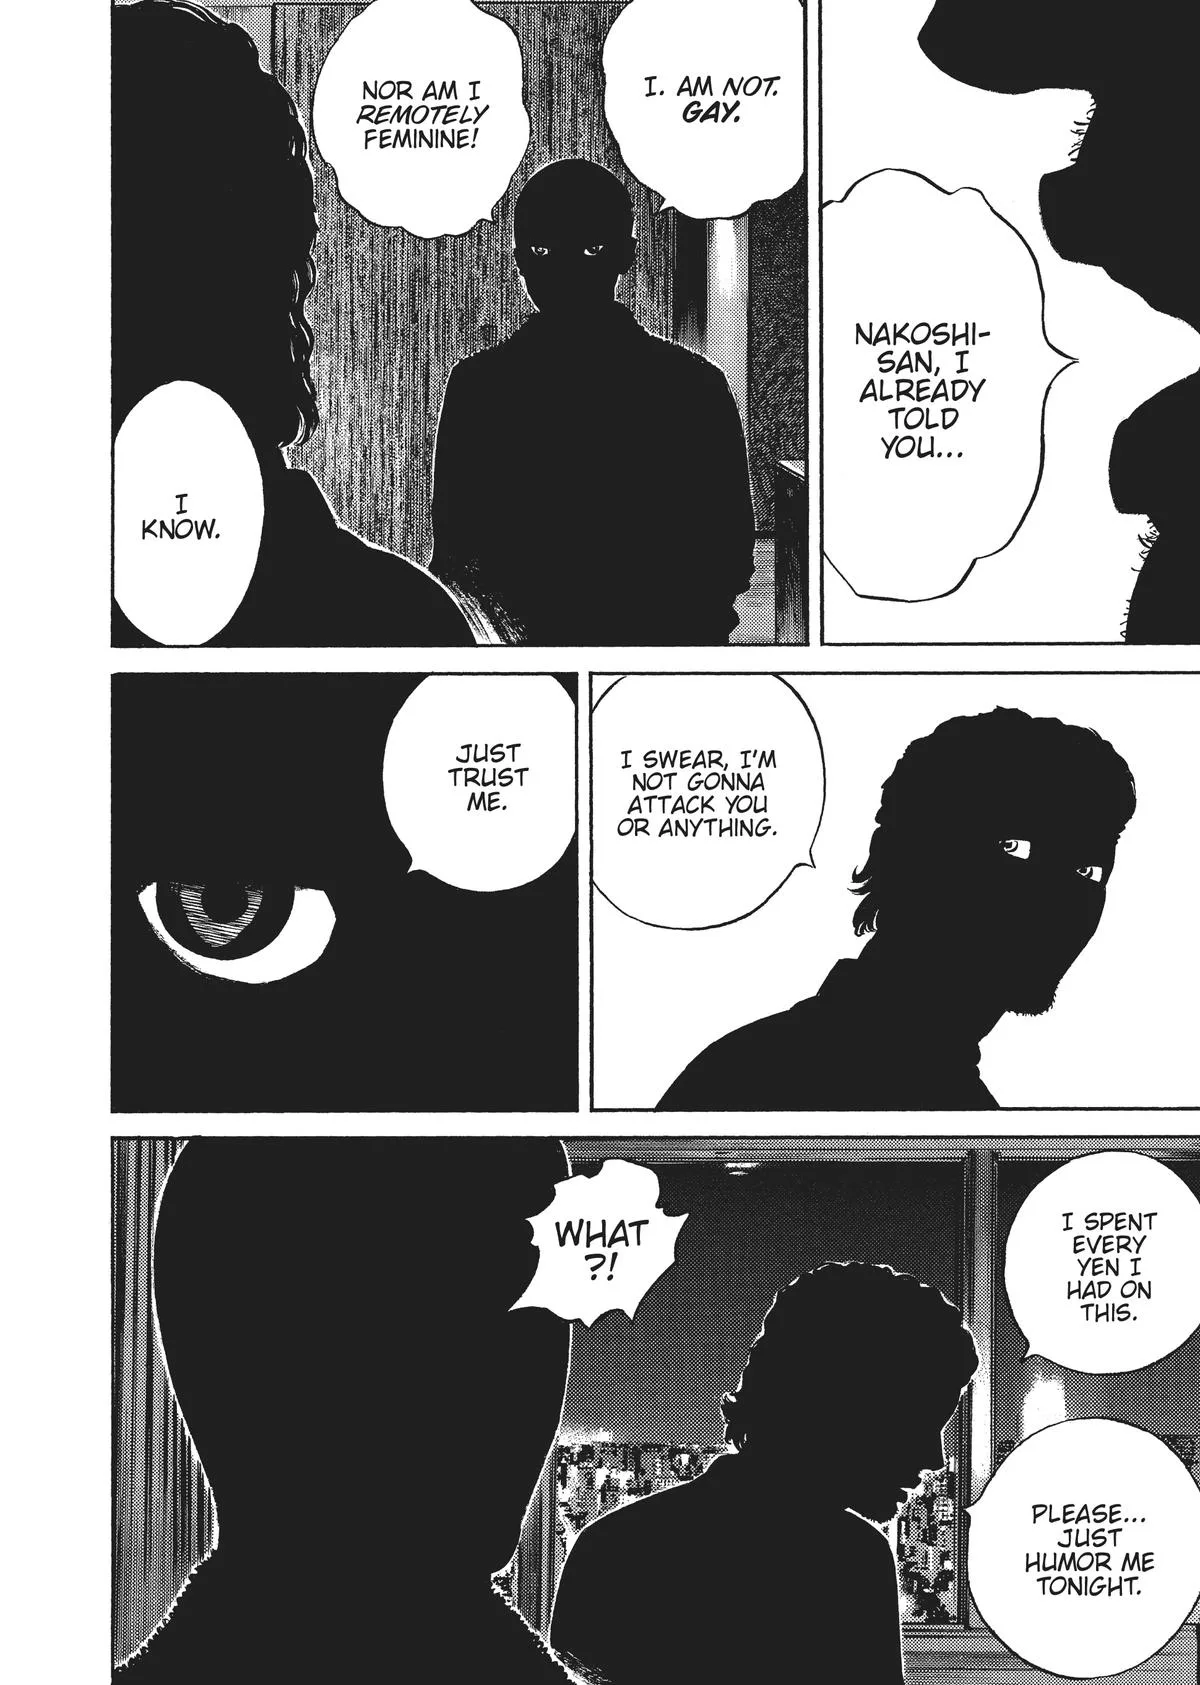 NAKOSHI-
SAN, I
ALREADY
TOLD
YOU...
I. AM NOT.
GAY.
NOR AM I
REMOTELY
FEMININE!
I
KNOW.
I SWEAR, I'M
NOT GONNA
ATTACK YOU
OR ANYTHING.
JUST
TRUST
ME.
I SPENT
EVERY
YEN I
HAD ON
THIS.
PLEASE...
JUST
HUMOR ME
TONIGHT.
WHAT
?!